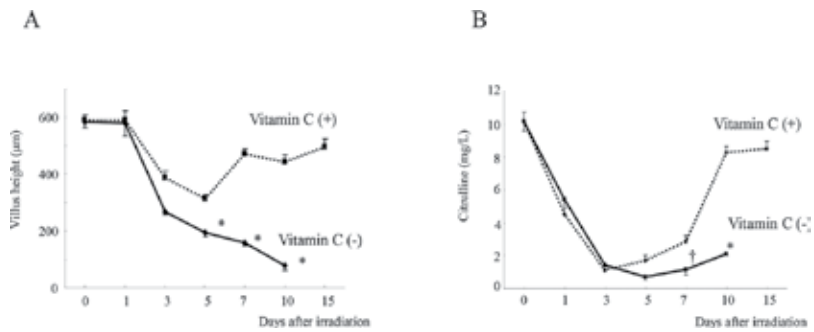 A
Villus height (μm)
600
400
200
0
Vitamin C (+)
*
*
*
Vitamin C (-)
0 1 3 5 7 10 15
Days after irradiation
B
Citrulline (mg/L)
12
10
8
6
4
2
0
Vitamin C (+)
Vitamin C (-)
†
*
0 1 3 5 7 10 15
Days after irradiation